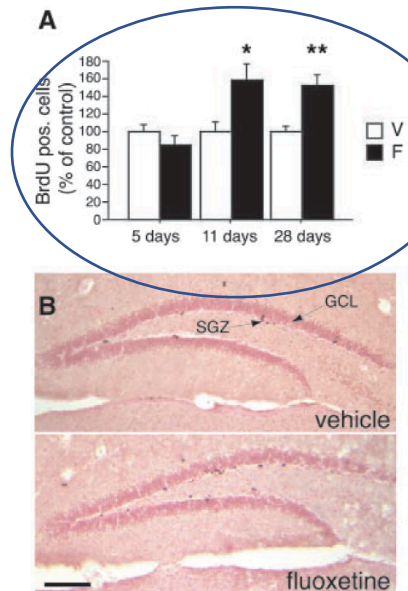 A
BrdU pos. cells
(% of control)
180
160
140
120
100
80
60
40
20
0
* **
V
F
5 days 11 days 28 days
B
SGZ GCL
vehicle
fluoxetine